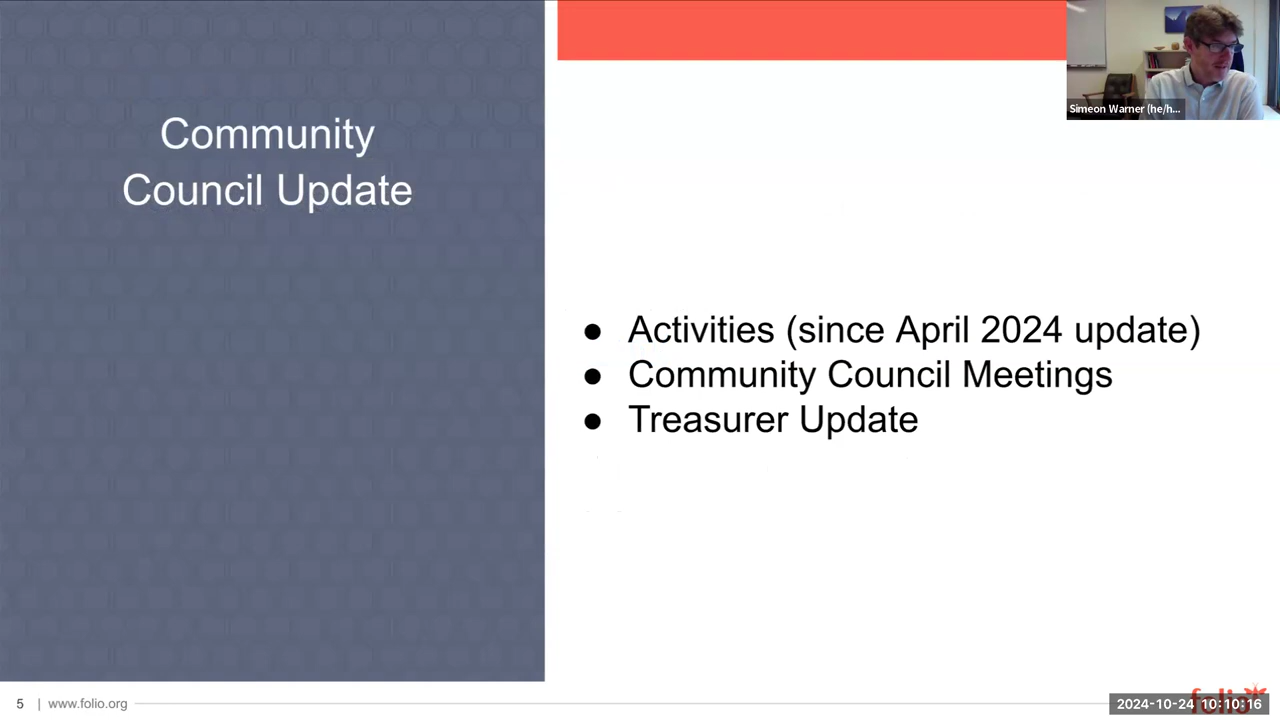 Community
Council Update
Simeon Warner (he/h...
● Activities (since April 2024 update)
● Community Council Meetings
● Treasurer Update
5 | www.folio.org
folio
2024-10-24 10:10:16